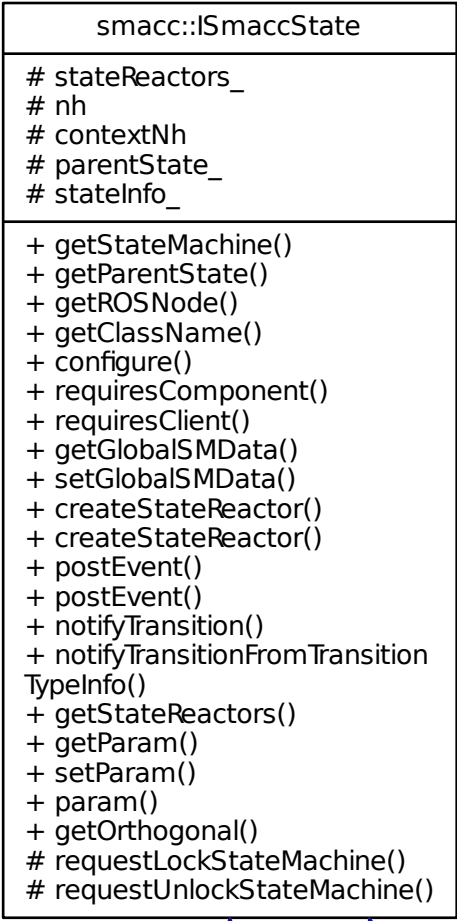 smacc::ISmaccState
# stateReactors_
# nh
# contextNh
# parentState_
# stateInfo_
+ getStateMachine()
+ getParentState()
+ getROSNode()
+ getClassName()
+ configure()
+ requiresComponent()
+ requiresClient()
+ getGlobalSMData()
+ setGlobalSMData()
+ createStateReactor()
+ createStateReactor()
+ postEvent()
+ postEvent()
+ notifyTransition()
+ notifyTransitionFromTransition
TypeInfo()
+ getStateReactors()
+ getParam()
+ setParam()
+ param()
+ getOrthogonal()
# requestLockStateMachine()
# requestUnlockStateMachine()